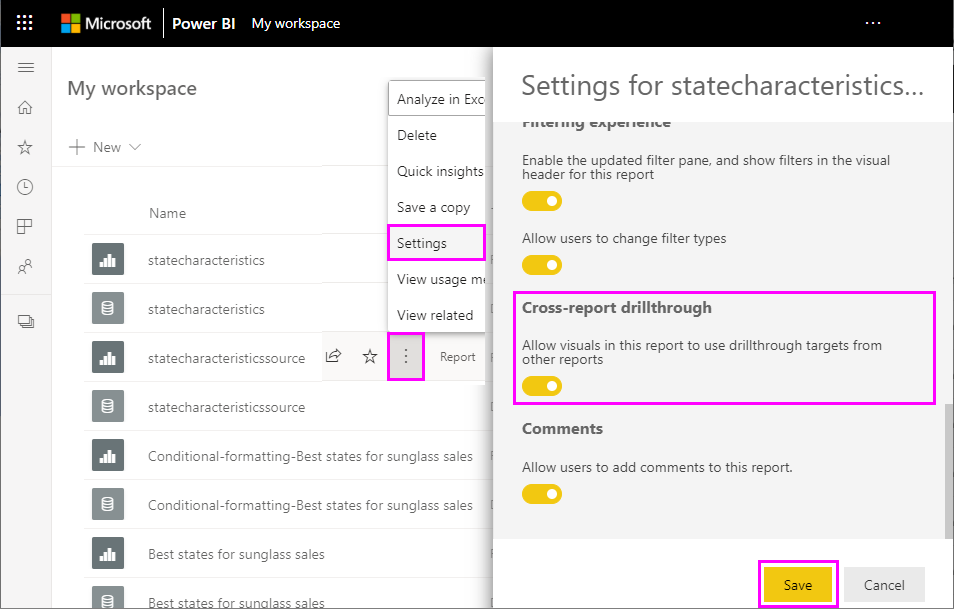 Microsoft Power BI My workspace
My workspace
New
Name
statecharacteristics
statecharacteristics
statecharacteristicssource
Report
statecharacteristicssource
Conditional-formatting-Best states for sunglass sales
Conditional-formatting-Best states for sunglass sales
Best states for sunglass sales
Best states for sunglass sales
Analyze in Exc
Delete
Quick insights
Save a copy
Settings
View usage me
View related
Settings for statecharacteristics...
Filtering experience
Enable the updated filter pane, and show filters in the visual
header for this report
Allow users to change filter types
Cross-report drillthrough
Allow visuals in this report to use drillthrough targets from
other reports
Comments
Allow users to add comments to this report.
Save
Cancel